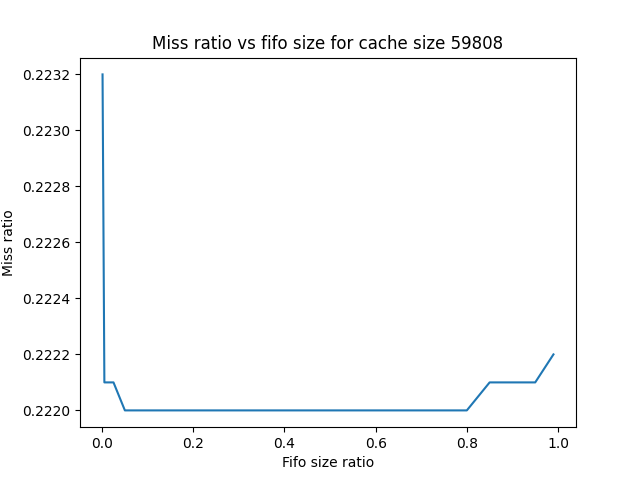 Miss ratio vs fifo size for cache size 59808
0.2232
0.2230
0.2228
0.2226
0.2224
0.2222
0.2220
Miss ratio
0.0 0.2 0.4 0.6 0.8 1.0
Fifo size ratio